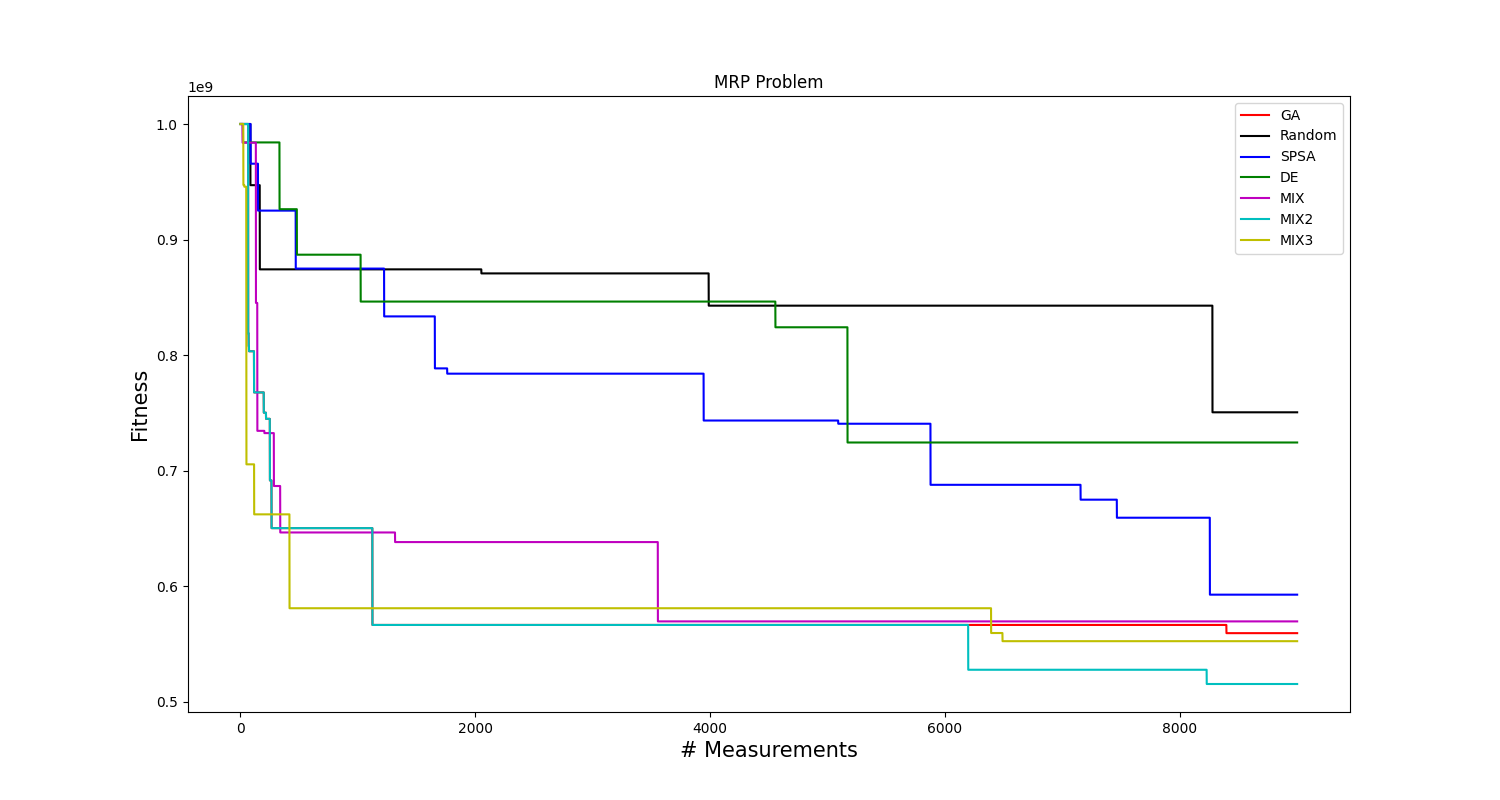 MRP Problem
1e9
1.0
0.9
0.8
0.7
0.6
0.5
Fitness
0
2000
4000
6000
8000
# Measurements
GA
Random
SPSA
DE
MIX
MIX2
MIX3